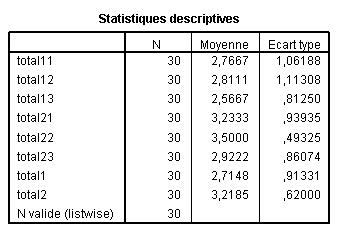 Statistiques descriptives
N Moyenne Ecart type
total11 30 2,7667 1,06188
total12 30 2,8111 1,11308
total13 30 2,5667 ,81250
total21 30 3,2333 ,93935
total22 30 3,5000 ,49325
total23 30 2,9222 ,86074
total1 30 2,7148 ,91331
total2 30 3,2185 ,62000
N valide (listwise) 30